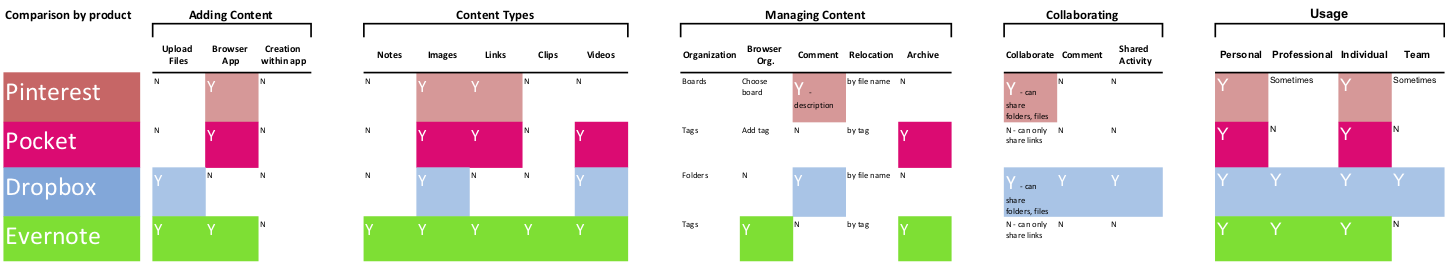 Comparison by product Adding Content Content Types Managing Content Collaborating Usage
Upload Files Browser App Creation within app Notes Images Links Clips Videos Organization Browser Org. Comment Relocation Archive Collaborate Comment Shared Activity Personal Professional Individual Team
Pinterest N Y N N Y Y N N Boards Choose board Y - description by file name N Y - can share folders, files N N Y Sometimes Y Sometimes
Pocket N Y N N Y Y N Y Tags Add tag N by tag Y N - can only share links N N Y N Y N
Dropbox Y N N N Y N N Y Folders N Y by file name N Y - can share folders, files Y Y Y Y Y Y
Evernote Y Y N Y Y Y Y Y Tags Y N by tag Y N - can only share links N N Y Y Y N